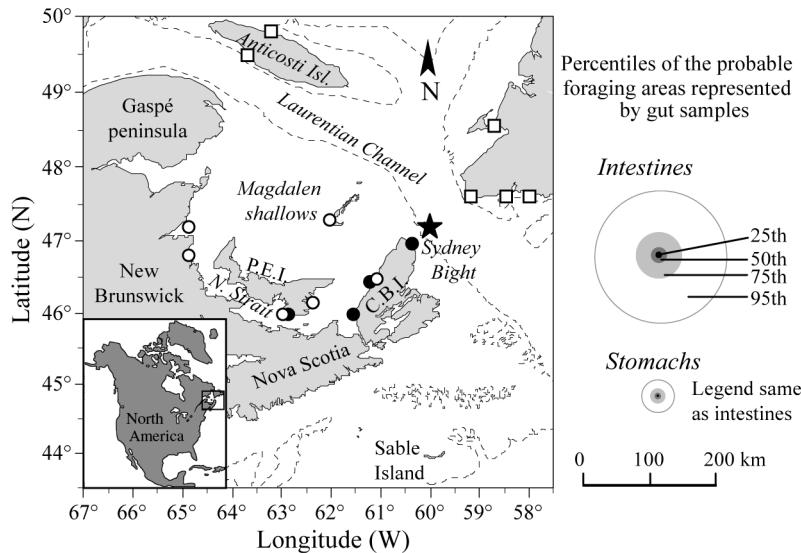 50°
49°
48°
47°
46°
45°
44°
Latitude (N)
67°
66°
65°
64°
63°
62°
61°
60°
59°
58°
Longitude (W)
Anticosti Isl.
N
Gaspé
peninsula
Laurentian Channel
Magdalen
shallows
Sydney
Bight
P.E.I.
New
Brunswick
N. Strait
C.B.I.
Nova Scotia
North
America
Sable
Island
Percentiles of the probable
foraging areas represented
by gut samples
Intestines
25th
50th
75th
95th
Stomachs
Legend same
as intestines
0 100 200 km